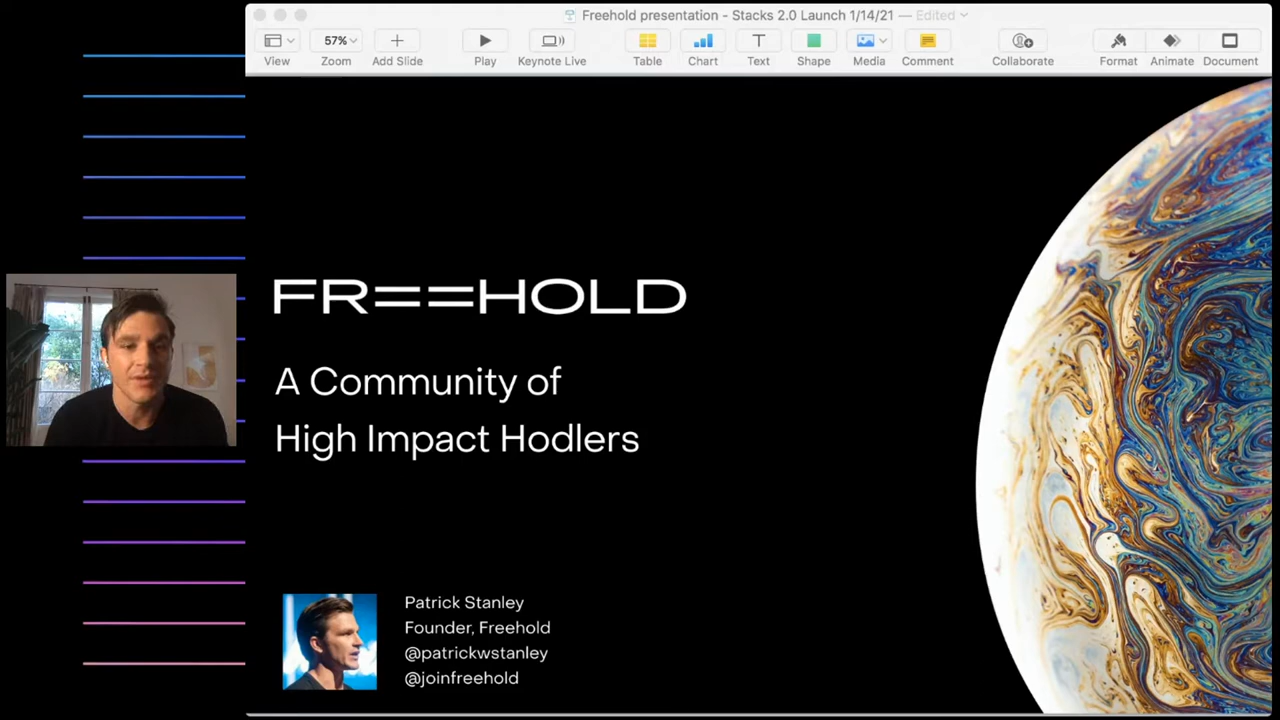 Freehold presentation - Stacks 2.0 Launch 1/14/21 — Edited
57%
View Zoom Add Slide Play Keynote Live Table Chart Text Shape Media Comment Collaborate Format Animate Document
FR==HOLD
A Community of
High Impact Hodlers
Patrick Stanley
Founder, Freehold
@patrickwstanley
@joinfreehold